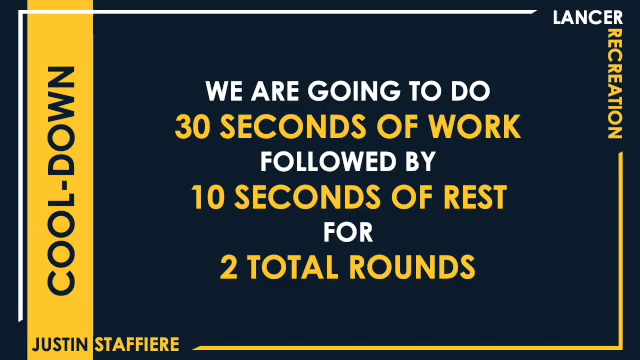 LANCER
RECREATION
COOL-DOWN
WE ARE GOING TO DO
30 SECONDS OF WORK
FOLLOWED BY
10 SECONDS OF REST
FOR
2 TOTAL ROUNDS
JUSTIN STAFFIERE